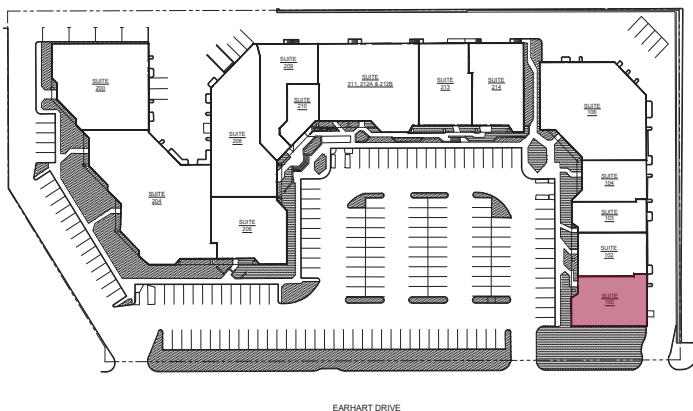 SUITE
209
SUITE
200
SUITE
211, 212A & 212B
SUITE
213
SUITE
214
SUITE
210
SUITE
106
SUITE
208
SUITE
104
SUITE
204
SUITE
103
SUITE
206
SUITE
102
SUITE
100
EARHART DRIVE